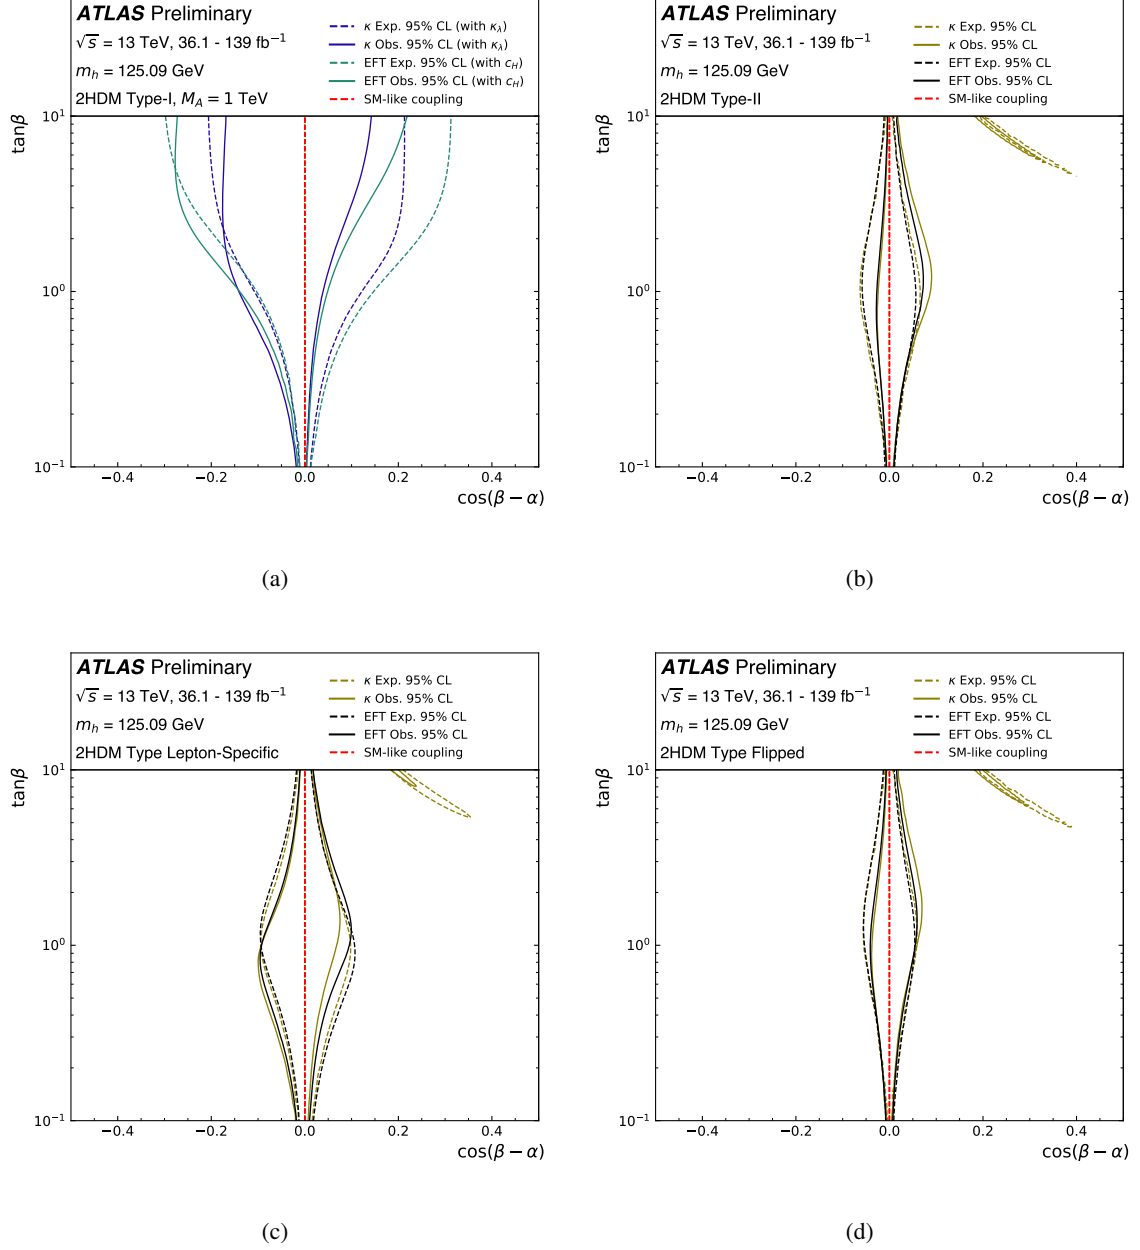 ATLAS Preliminary
√s = 13 TeV, 36.1 - 139 fb⁻¹
m_h = 125.09 GeV
2HDM Type-I, M_A = 1 TeV
κ Exp. 95% CL (with κ_λ)
κ Obs. 95% CL (with κ_λ)
EFT Exp. 95% CL (with c_H)
EFT Obs. 95% CL (with c_H)
SM-like coupling
tanβ
10¹
10⁰
10⁻¹
−0.4 −0.2 0.0 0.2 0.4
cos(β − α)
(a)
ATLAS Preliminary
√s = 13 TeV, 36.1 - 139 fb⁻¹
m_h = 125.09 GeV
2HDM Type-II
κ Exp. 95% CL
κ Obs. 95% CL
EFT Exp. 95% CL
EFT Obs. 95% CL
SM-like coupling
tanβ
10¹
10⁰
10⁻¹
−0.4 −0.2 0.0 0.2 0.4
cos(β − α)
(b)
ATLAS Preliminary
√s = 13 TeV, 36.1 - 139 fb⁻¹
m_h = 125.09 GeV
2HDM Type Lepton-Specific
κ Exp. 95% CL
κ Obs. 95% CL
EFT Exp. 95% CL
EFT Obs. 95% CL
SM-like coupling
tanβ
10¹
10⁰
10⁻¹
−0.4 −0.2 0.0 0.2 0.4
cos(β − α)
(c)
ATLAS Preliminary
√s = 13 TeV, 36.1 - 139 fb⁻¹
m_h = 125.09 GeV
2HDM Type Flipped
κ Exp. 95% CL
κ Obs. 95% CL
EFT Exp. 95% CL
EFT Obs. 95% CL
SM-like coupling
tanβ
10¹
10⁰
10⁻¹
−0.4 −0.2 0.0 0.2 0.4
cos(β − α)
(d)